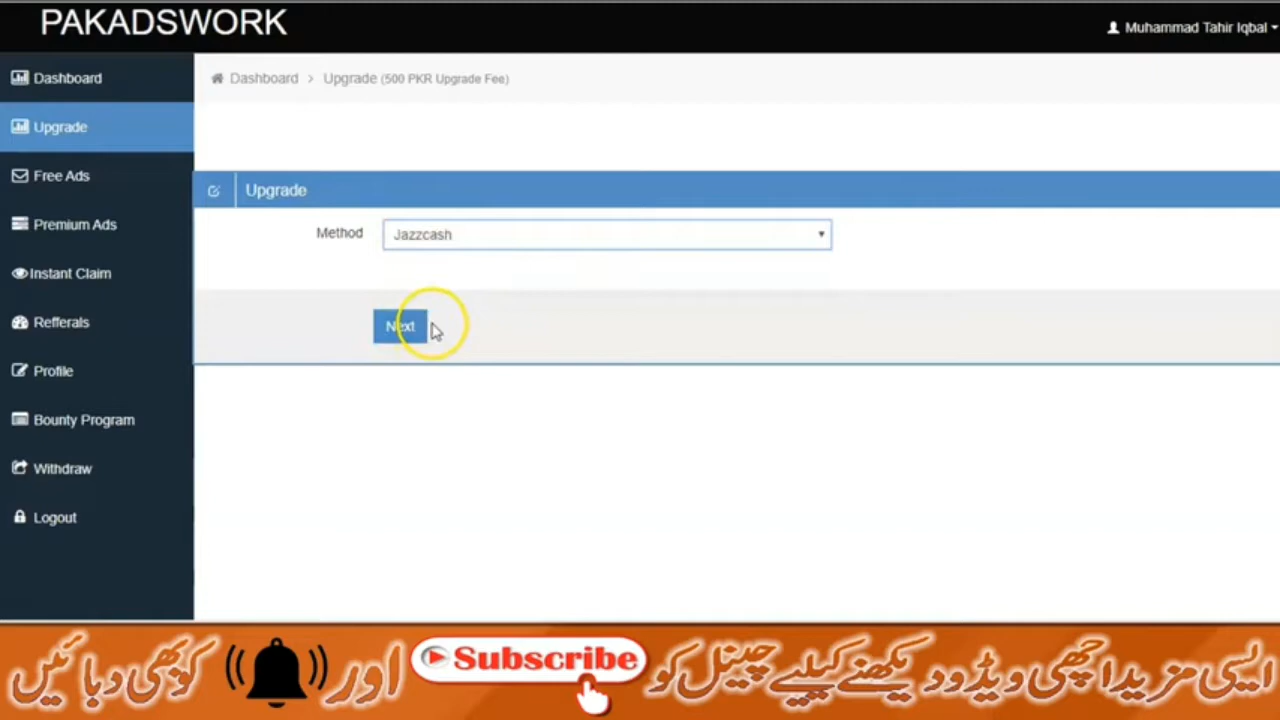 PAKADSWORK
Muhammad Tahir Iqbal
Dashboard
Upgrade
Free Ads
Premium Ads
Instant Claim
Refferals
Profile
Bounty Program
Withdraw
Logout
Dashboard > Upgrade (500 PKR Upgrade Fee)
Upgrade
Method
Jazzcash
Next
ایسی مزید اچھی ویڈوز دیکھنے کیلیے چینل کو Subscribe اور کو بھی دبائیں